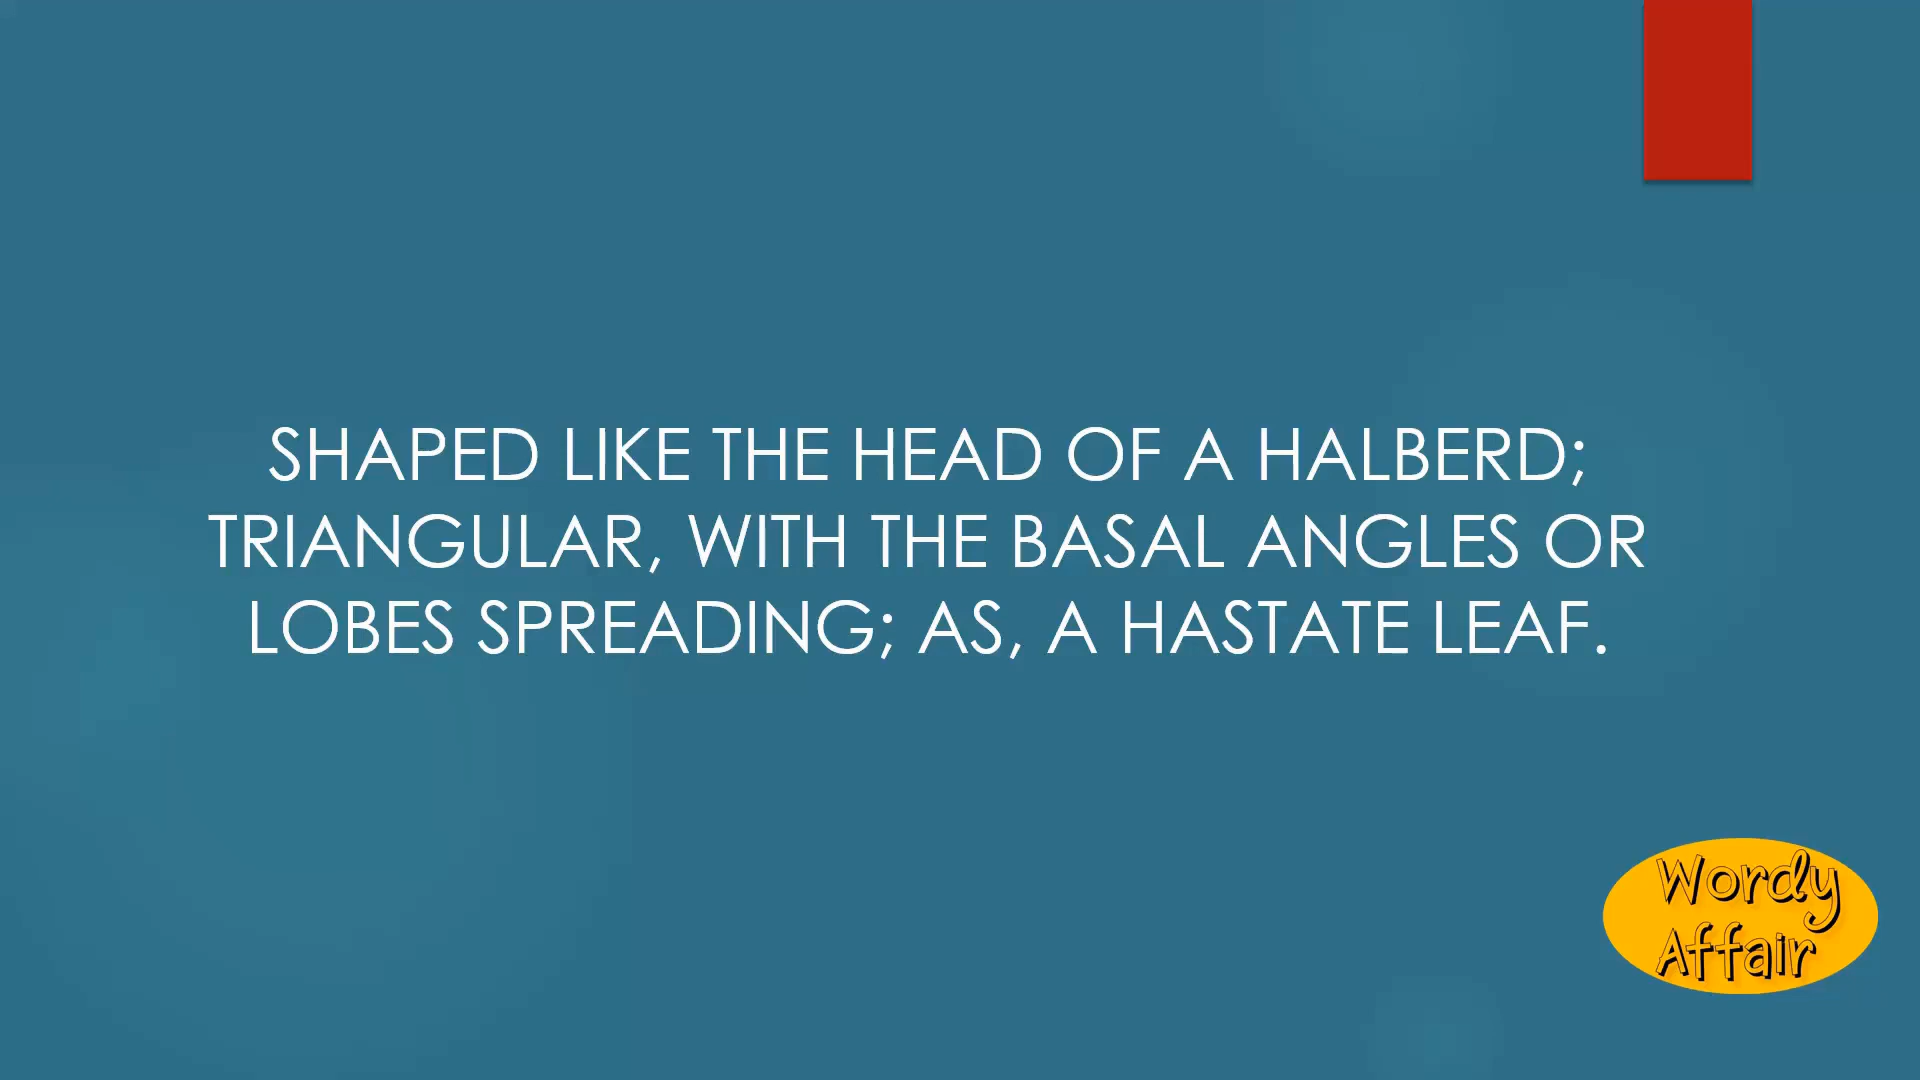 SHAPED LIKE THE HEAD OF A HALBERD;
TRIANGULAR, WITH THE BASAL ANGLES OR
LOBES SPREADING; AS, A HASTATE LEAF.
Wordy
Affair